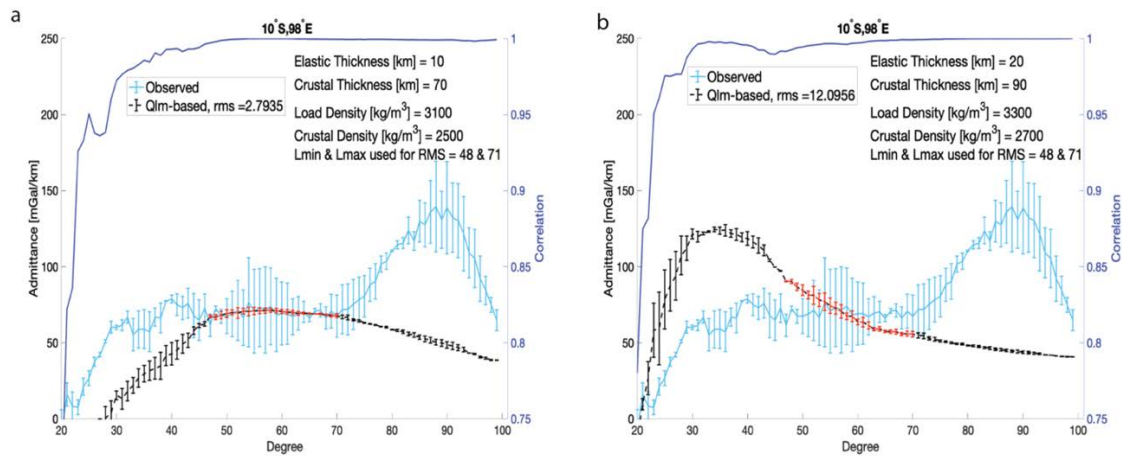 a
10°S,98°E
250
200
150
100
50
0
Admittance [mGal/km]
20 30 40 50 60 70 80 90 100
Degree
1
0.95
0.9
0.85
0.8
0.75
Correlation
Observed
Qlm-based, rms =2.7935
Elastic Thickness [km] = 10
Crustal Thickness [km] = 70
Load Density [kg/m³] = 3100
Crustal Density [kg/m³] = 2500
Lmin & Lmax used for RMS = 48 & 71
b
10°S,98°E
250
200
150
100
50
0
Admittance [mGal/km]
20 30 40 50 60 70 80 90 100
Degree
1
0.95
0.9
0.85
0.8
0.75
Correlation
Observed
Qlm-based, rms =12.0956
Elastic Thickness [km] = 20
Crustal Thickness [km] = 90
Load Density [kg/m³] = 3300
Crustal Density [kg/m³] = 2700
Lmin & Lmax used for RMS = 48 & 71